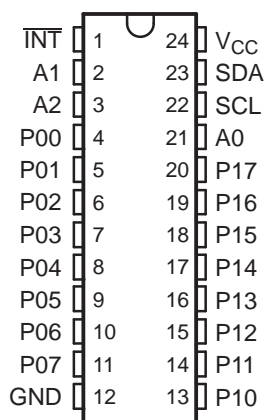 INT 1 24 VCC
A1 2 23 SDA
A2 3 22 SCL
P00 4 21 A0
P01 5 20 P17
P02 6 19 P16
P03 7 18 P15
P04 8 17 P14
P05 9 16 P13
P06 10 15 P12
P07 11 14 P11
GND 12 13 P10